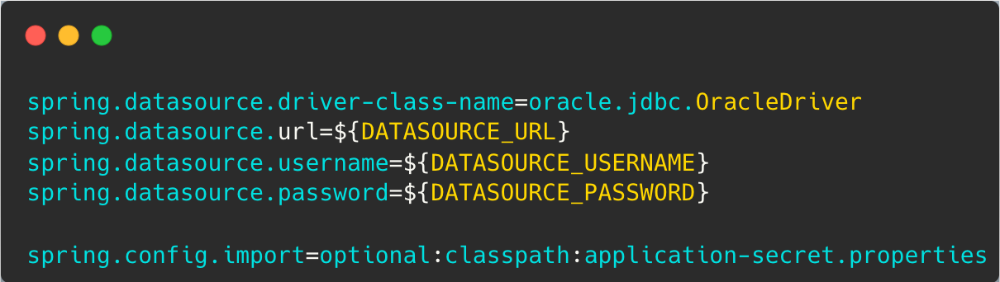 spring.datasource.driver-class-name=oracle.jdbc.OracleDriver
spring.datasource.url=${DATASOURCE_URL}
spring.datasource.username=${DATASOURCE_USERNAME}
spring.datasource.password=${DATASOURCE_PASSWORD}
spring.config.import=optional:classpath:application-secret.properties